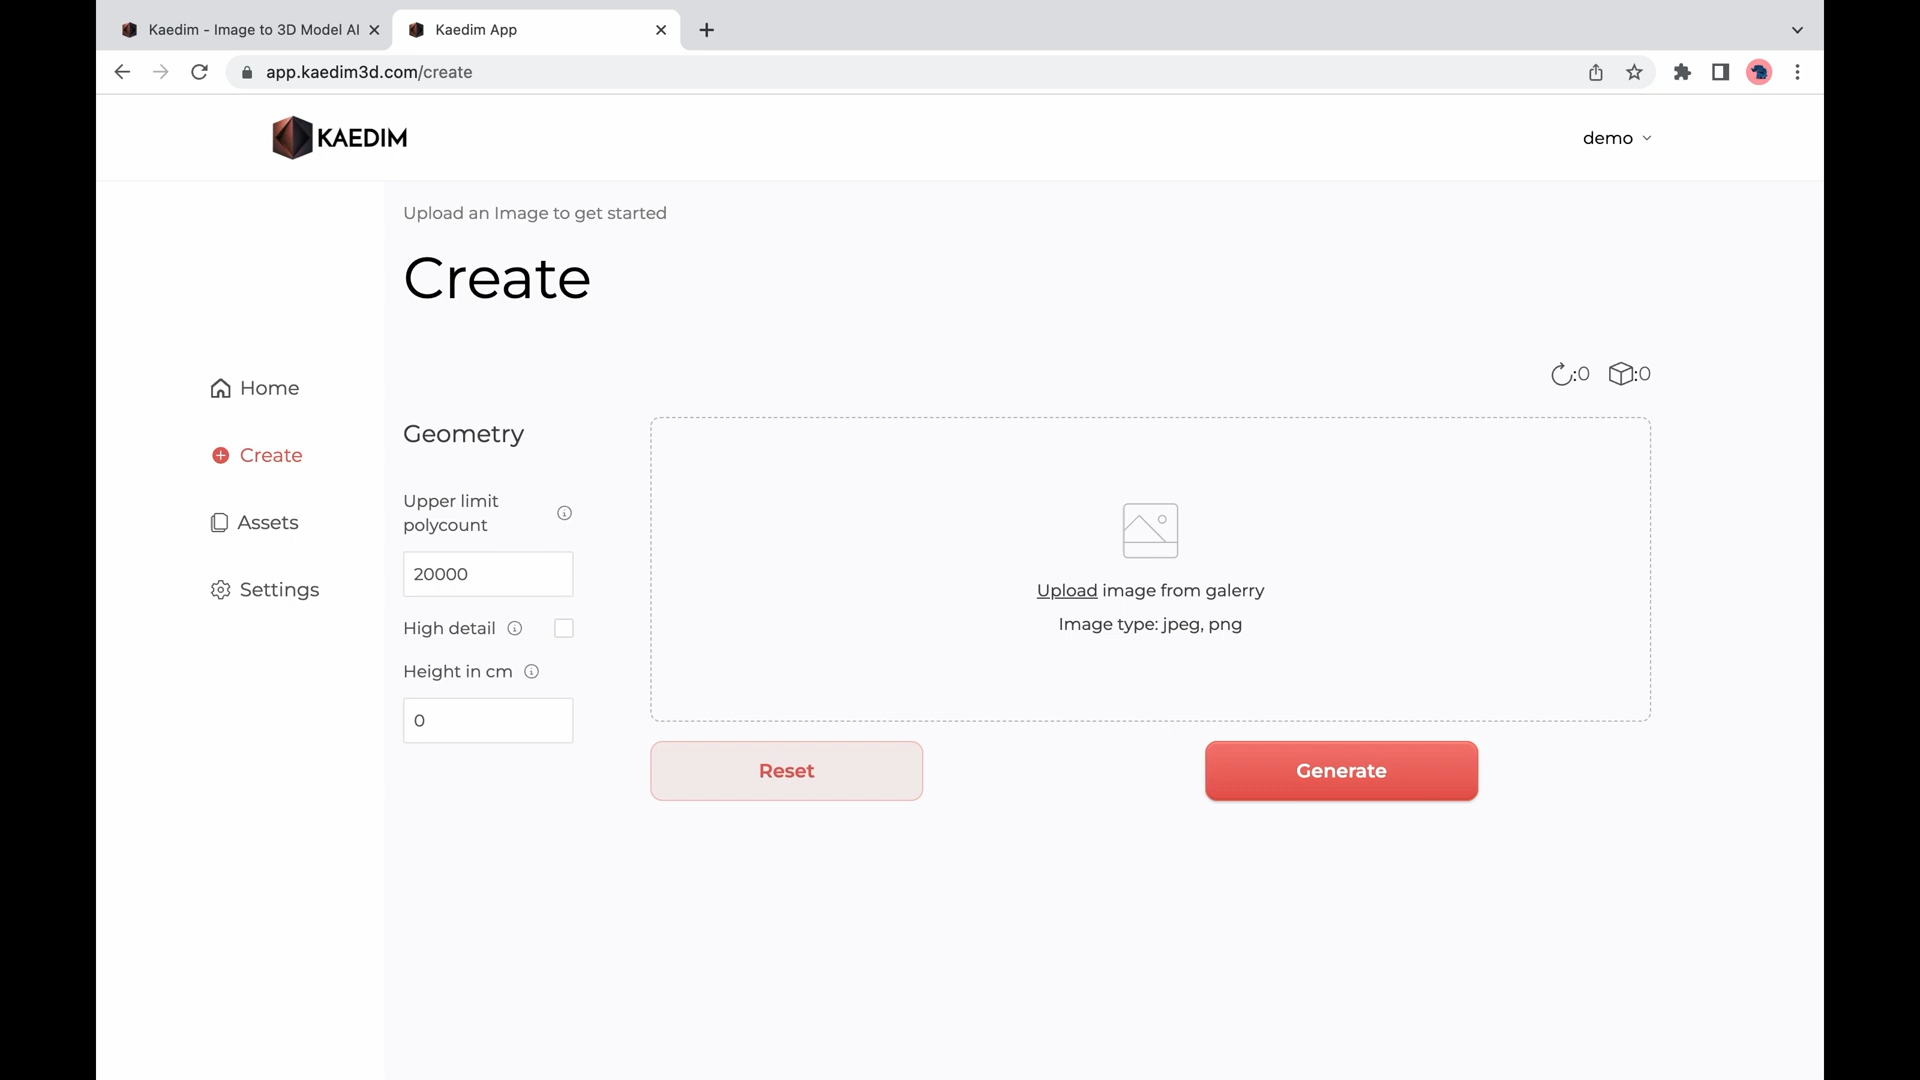 Kaedim - Image to 3D Model AI
Kaedim App
app.kaedim3d.com/create
KAEDIM
demo
Upload an Image to get started
Create
:0 :0
Home
Create
Assets
Settings
Geometry
Upper limit
polycount
20000
High detail
Height in cm
0
Upload image from galerry
Image type: jpeg, png
Reset
Generate